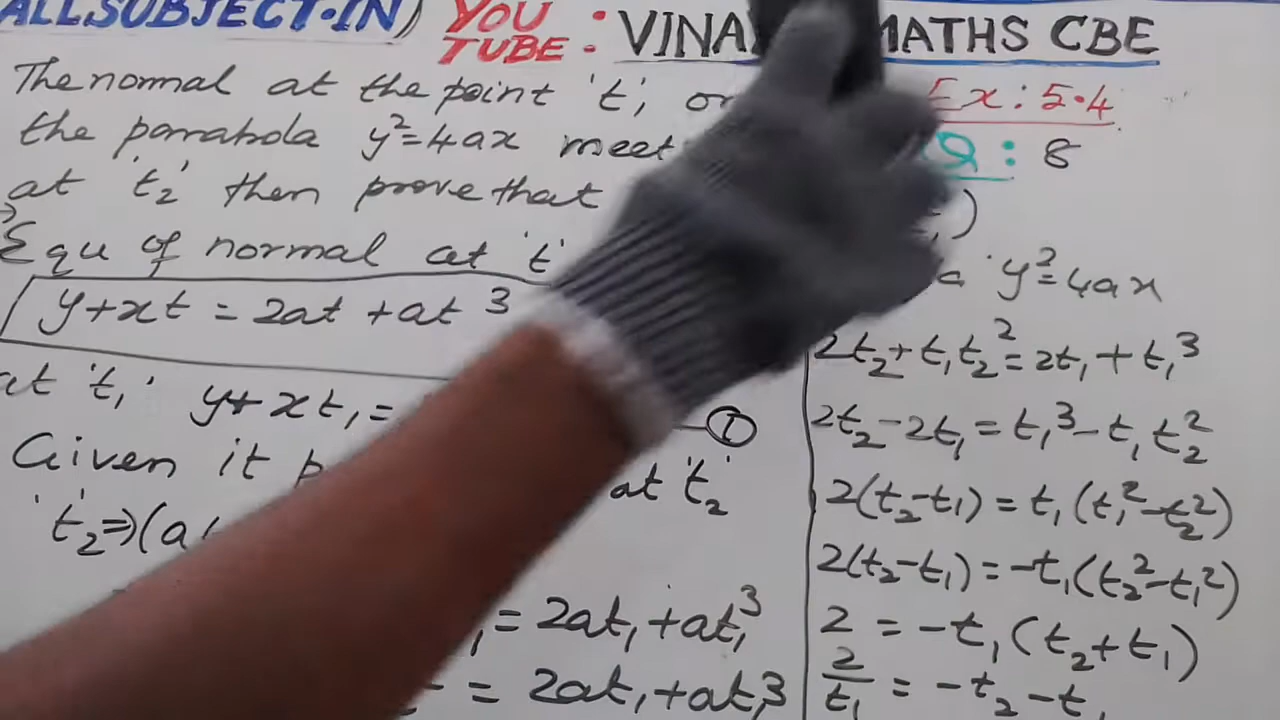 ALLSUBJECT.IN)
YOU TUBE : VINA MATHS CBE
The normal at the point 't₁'
Ex: 5.4
the parrabola y²=4ax meet
Q: 8
at 't₂' then prove that
Equ of normal at 't'
y+xt = 2at + at³
at 't₁' y+xt₁ =
①
Given it
at 't₂'
't₂' ⇒ (a
= 2at₁ + at₁³
= 2at₁ + at₁³
y²=4ax
2t₂+t₁t₂² = 2t₁+t₁³
2t₂-2t₁ = t₁³-t₁t₂²
2(t₂-t₁) = t₁(t₁²-t₂²)
2(t₂-t₁) = -t₁(t₂²-t₁²)
2 = -t₁(t₂+t₁)
2/t₁ = -t₂-t₁